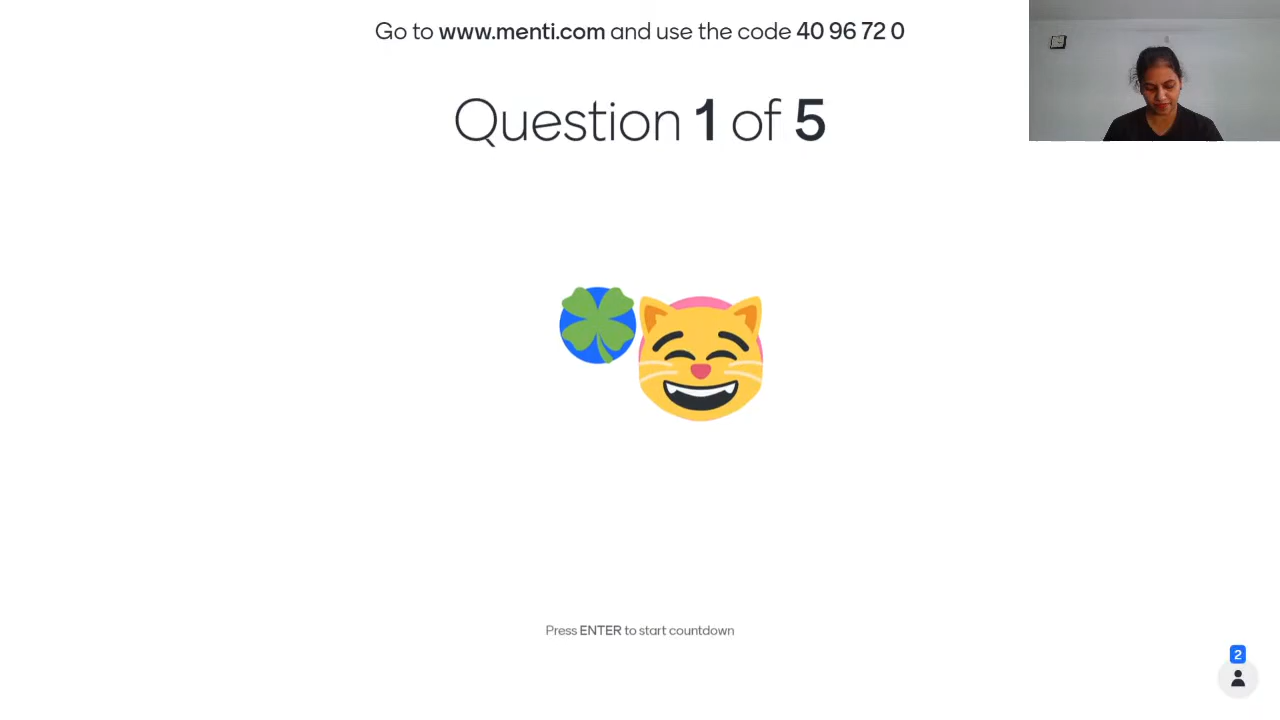 Go to www.menti.com and use the code 40 96 72 0
Question 1 of 5
Press ENTER to start countdown
2